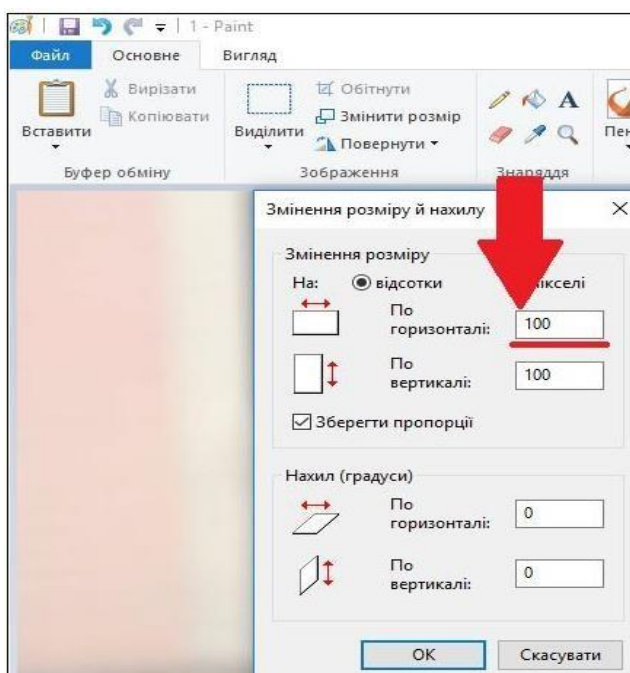 1 - Paint
Файл Основне Вигляд
Вставити
Вирізати
Копіювати
Буфер обміну
Виділити
Обітнути
Змінити розмір
Повернути
Зображення
A
Знаряддя
Змінення розміру й нахилу
Змінення розміру
На: відсотки
По
горизонталі: 100
По
вертикалі: 100
Зберегти пропорції
Нахил (градуси)
По
горизонталі: 0
По
вертикалі: 0
ОК Скасувати